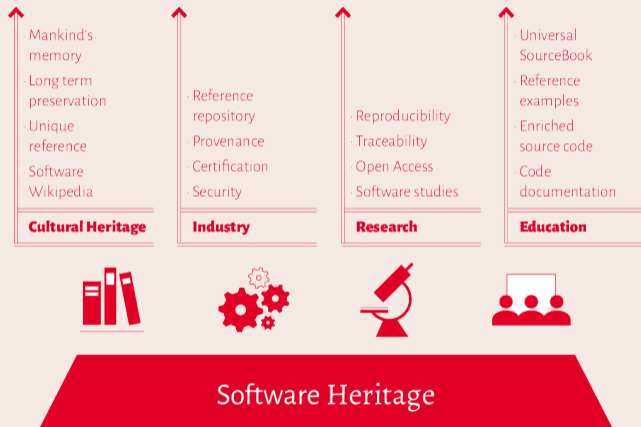 · Mankind's
memory
· Long term
preservation
· Unique
reference
· Software
Wikipedia
Cultural Heritage
· Reference
repository
· Provenance
· Certification
· Security
Industry
· Reproducibility
· Traceability
· Open Access
· Software studies
Research
· Universal
SourceBook
· Reference
examples
· Enriched
source code
· Code
documentation
Education
Software Heritage